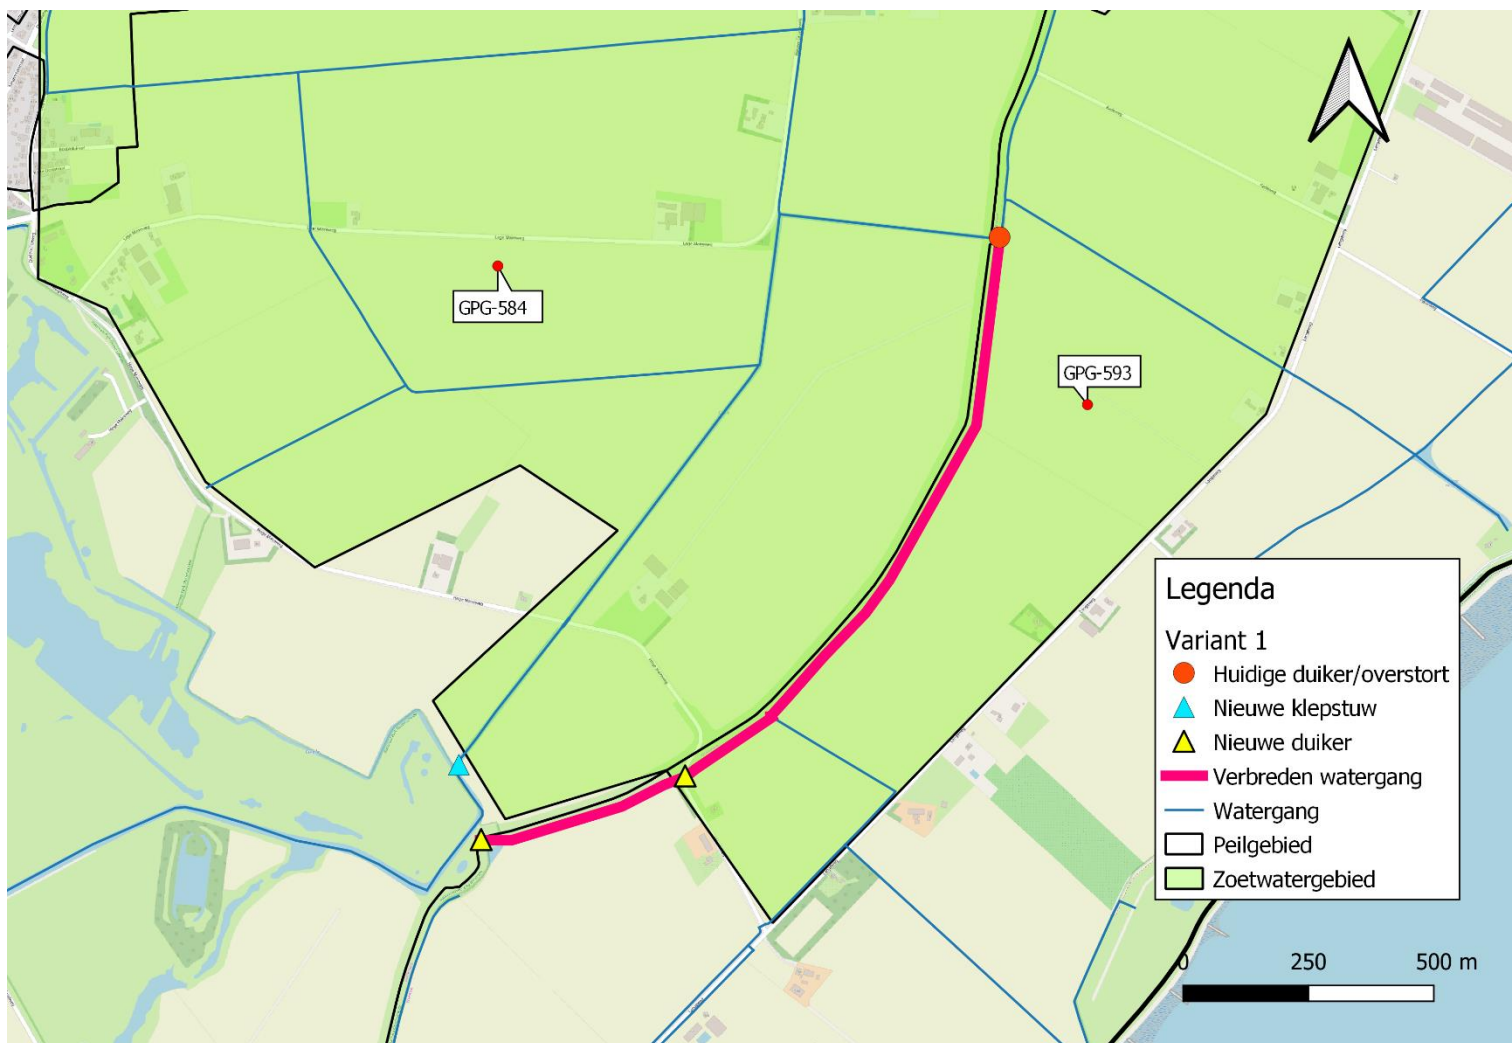 GPG-584
GPG-593
Legenda
Variant 1
Huidige duiker/overstort
Nieuwe klepstuw
Nieuwe duiker
Verbreden watergang
Watergang
Peilgebied
Zoetwatergebied
0 250 500 m